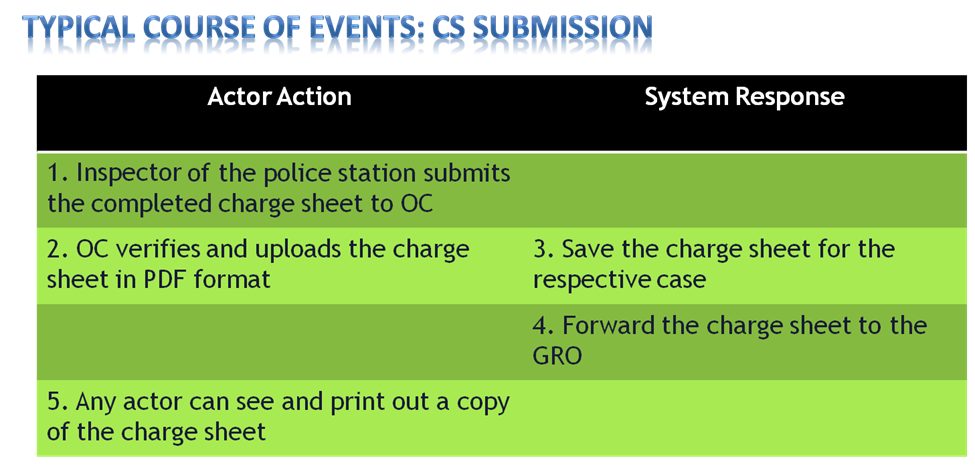 TYPICAL COURSE OF EVENTS: CS SUBMISSION
Actor Action
System Response
1. Inspector of the police station submits
the completed charge sheet to OC
2. OC verifies and uploads the charge
sheet in PDF format
3. Save the charge sheet for the
respective case
4. Forward the charge sheet to the
GRO
5. Any actor can see and print out a copy
of the charge sheet